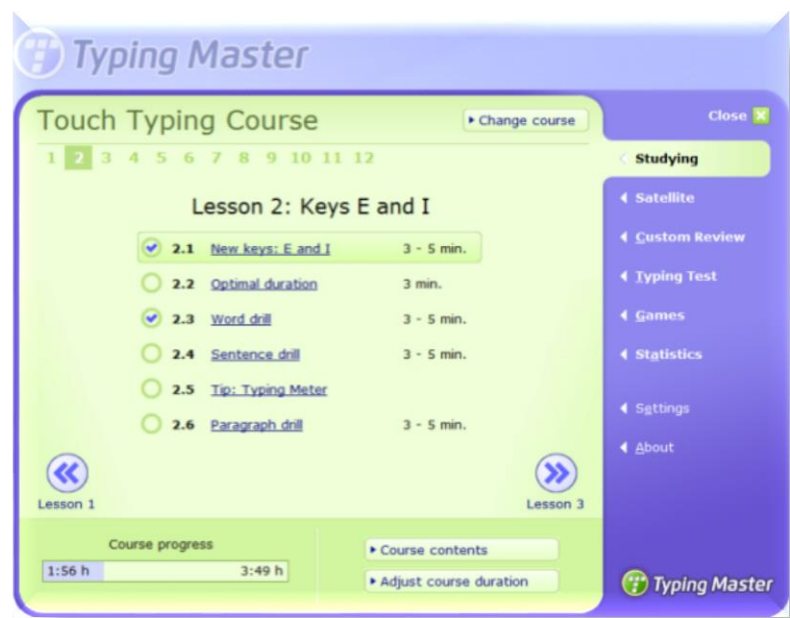 Typing Master
Touch Typing Course
Change course
Close
1 2 3 4 5 6 7 8 9 10 11 12
Studying
Lesson 2: Keys E and I
Satellite
2.1 New keys: E and I 3 - 5 min.
Custom Review
2.2 Optimal duration 3 min.
Typing Test
2.3 Word drill 3 - 5 min.
Games
2.4 Sentence drill 3 - 5 min.
Statistics
2.5 Tip: Typing Meter
Settings
2.6 Paragraph drill 3 - 5 min.
About
Lesson 1
Lesson 3
Course progress
1:56 h 3:49 h
Course contents
Adjust course duration
Typing Master